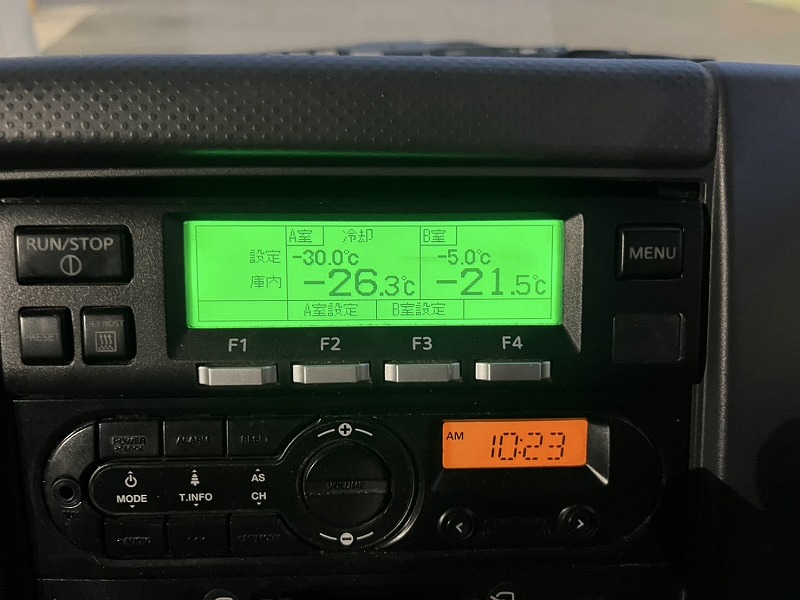 A室 冷却 B室
RUN/STOP
設定 -30.0℃ -5.0℃
MENU
庫内 -26.3℃ -21.5℃
A室設定 B室設定
DEFROST
F1 F2 F3 F4
AM 10:23
ALARM
AS
MODE T.INFO CH
VOLUME